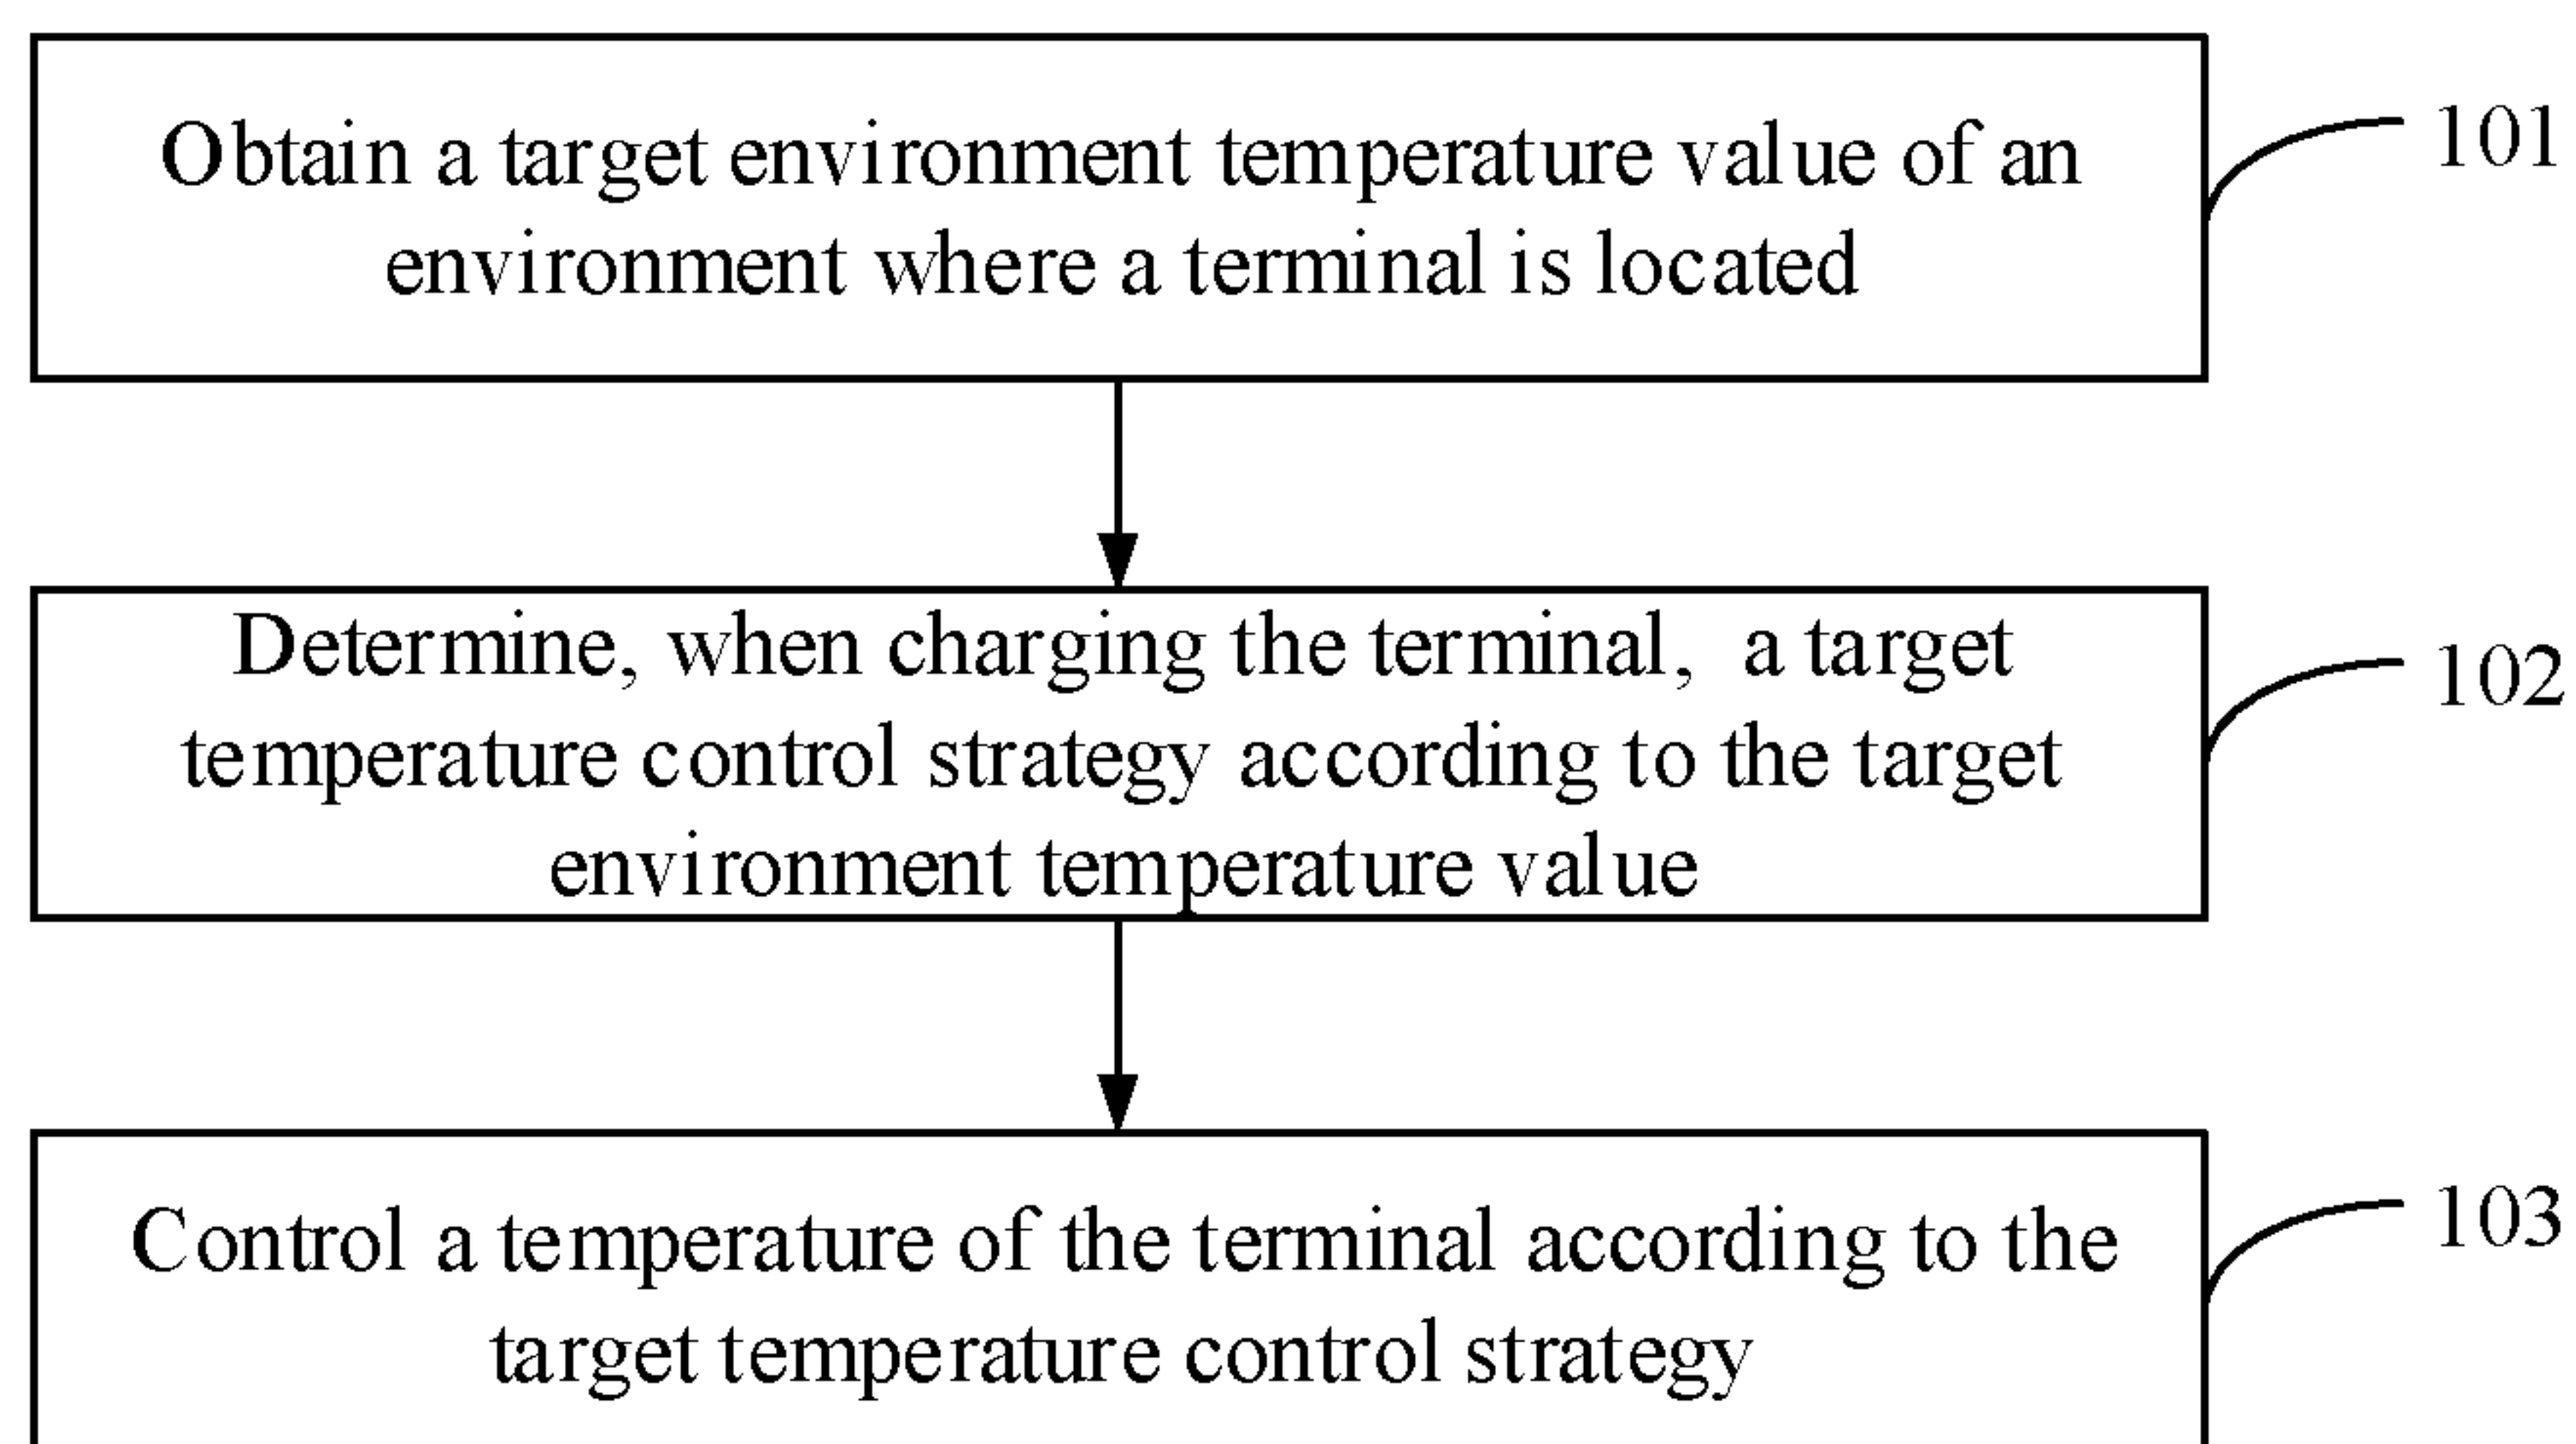 Obtain a target environment temperature value of an
environment where a terminal is located
101
Determine, when charging the terminal, a target
temperature control strategy according to the target
environment temperature value
102
Control a temperature of the terminal according to the
target temperature control strategy
103